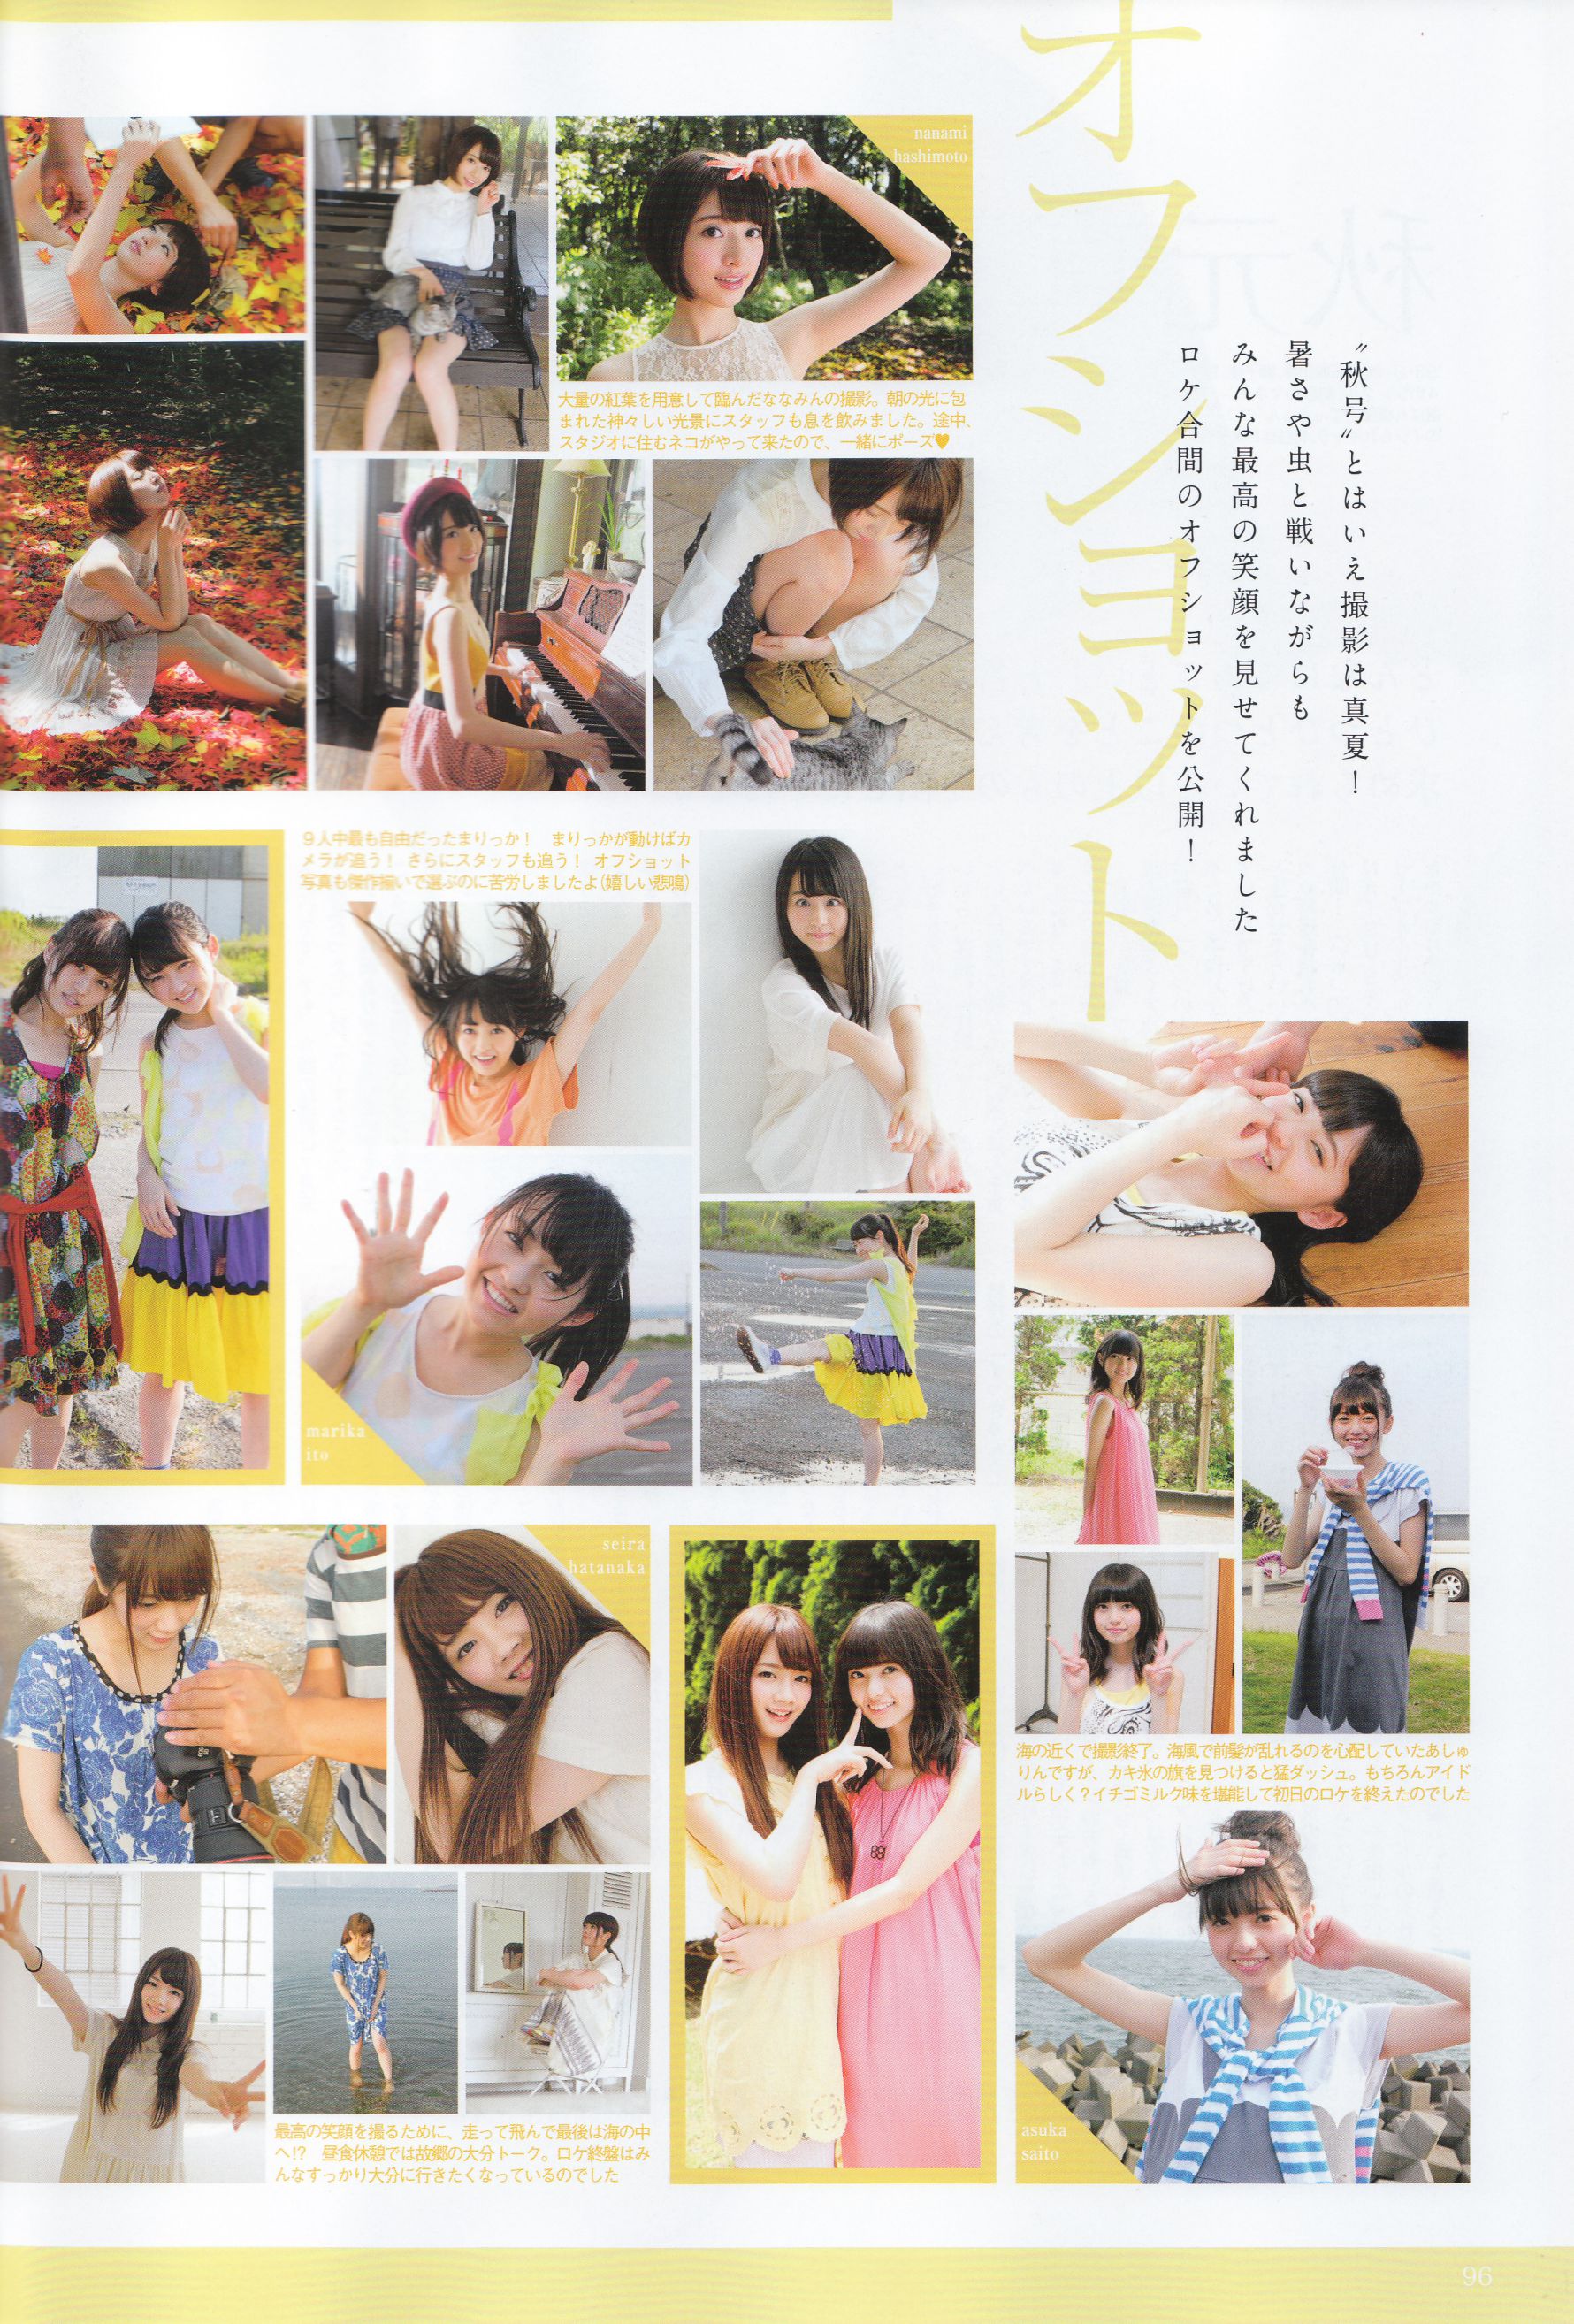 オフショット
〝秋号〟とはいえ撮影は真夏！
暑さや虫と戦いながらも
みんな最高の笑顔を見せてくれました
ロケ合間のオフショットを公開！
nanami
hashimoto
大量の紅葉を用意して臨んだななみんの撮影。朝の光に包
まれた神々しい光景にスタッフも息を飲みました。途中、
スタジオに住むネコがやって来たので、一緒にポーズ♥
９人中最も自由だったまりっか！　まりっかが動けばカ
メラが追う！ さらにスタッフも追う！ オフショット
写真も傑作揃いで選ぶのに苦労しましたよ（嬉しい悲鳴）
marika
ito
海の近くで撮影終了。海風で前髪が乱れるのを心配していたあしゅ
りんですが、カキ氷の旗を見つけると猛ダッシュ。もちろんアイド
ルらしく？イチゴミルク味を堪能して初日のロケを終えたのでした
asuka
saito
seira
hatanaka
最高の笑顔を撮るために、走って飛んで最後は海の中
へ!?　昼食休憩では故郷の大分トーク。ロケ終盤はみ
んなすっかり大分に行きたくなっているのでした
96